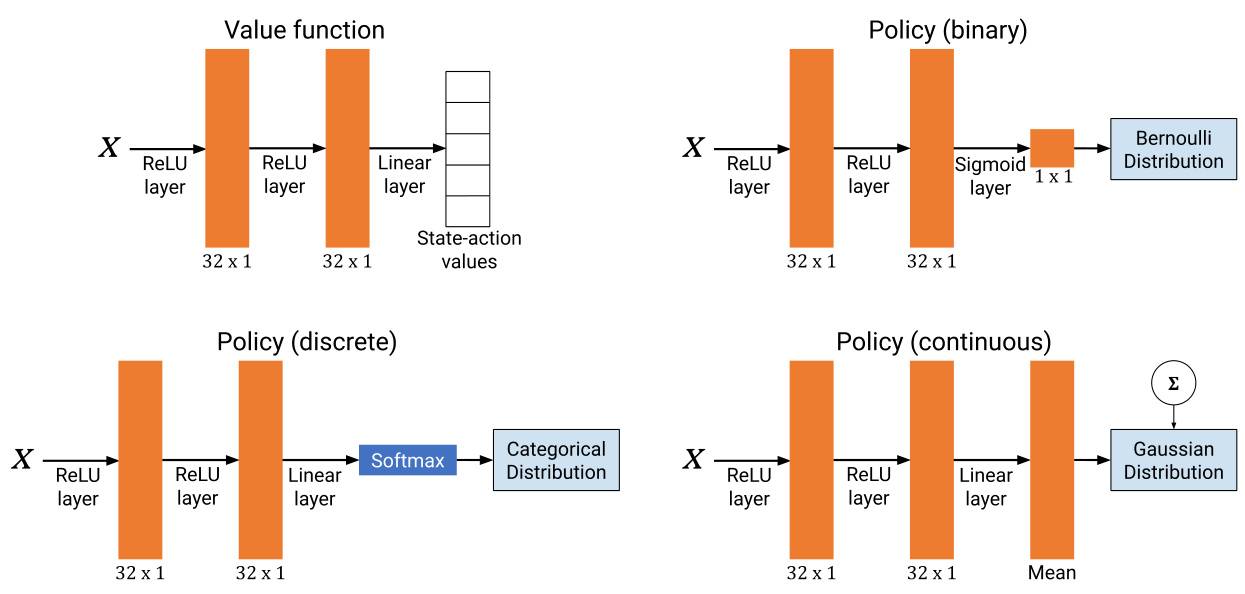 Value function
X
ReLU
layer
ReLU
layer
Linear
layer
32 x 1
32 x 1
State-action
values
Policy (binary)
X
ReLU
layer
ReLU
layer
Sigmoid
layer
1 x 1
Bernoulli
Distribution
32 x 1
32 x 1
Policy (discrete)
X
ReLU
layer
ReLU
layer
Linear
layer
Softmax
Categorical
Distribution
32 x 1
32 x 1
Policy (continuous)
X
ReLU
layer
ReLU
layer
Linear
layer
Σ
Gaussian
Distribution
32 x 1
32 x 1
Mean